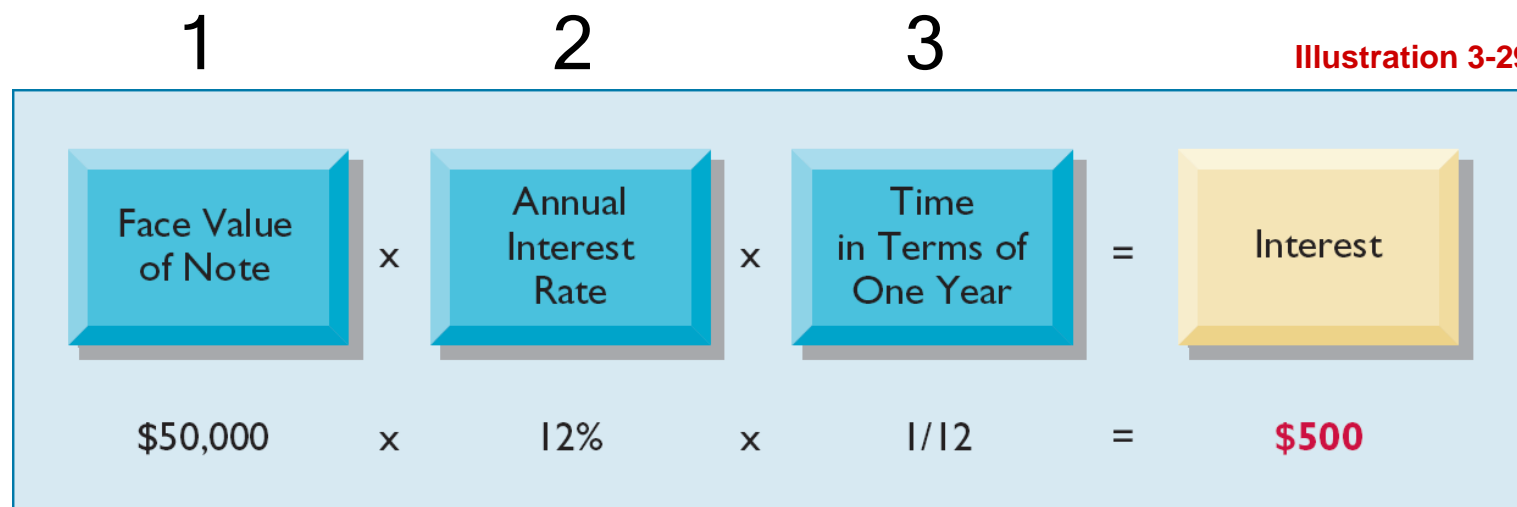 1 2 3
Illustration 3-29
Face Value
of Note
x
Annual
Interest
Rate
x
Time
in Terms of
One Year
=
Interest
$50,000 x 12% x 1/12 = $500